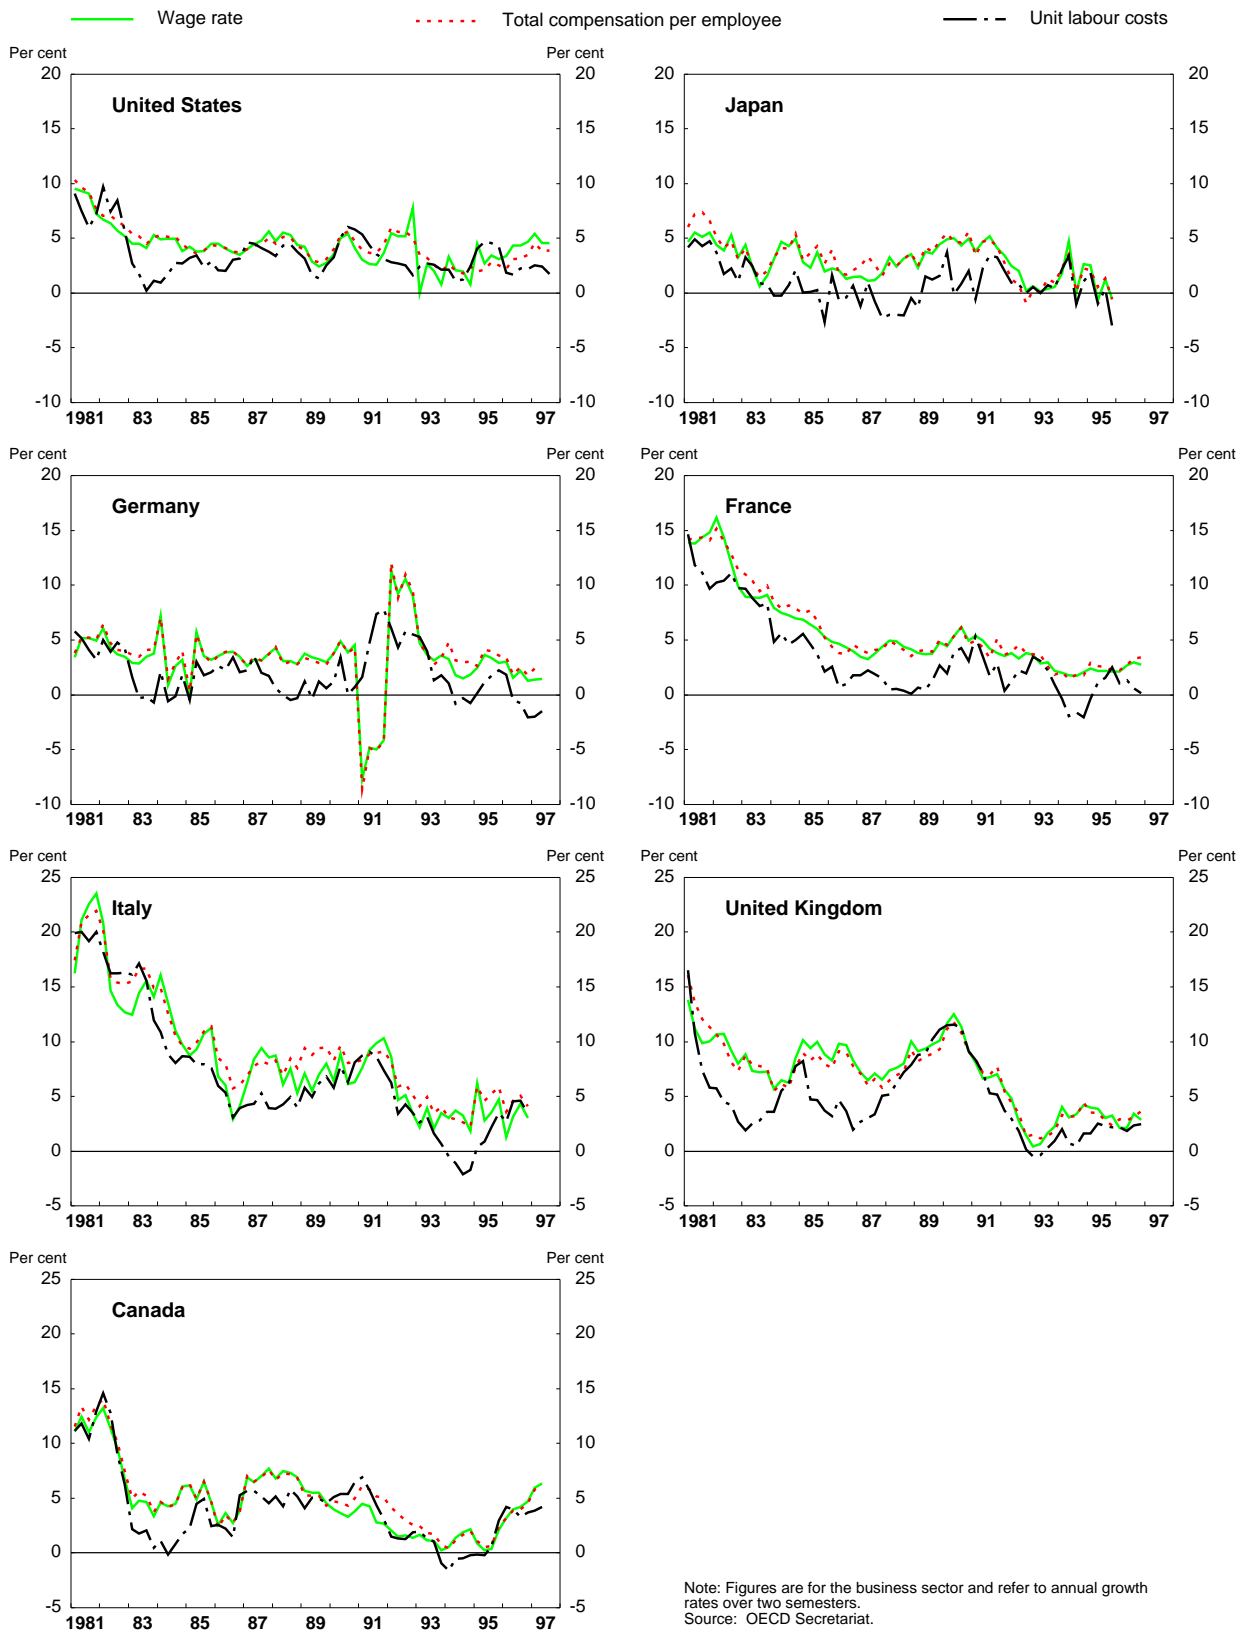 Wage rate Total compensation per employee Unit labour costs
Per cent Per cent
20 20 20 20
United States Japan
15 15 15 15
10 10 10 10
5 5 5 5
0 0 0 0
-5 -5 -5 -5
-10 -10 -10 -10
1981 83 85 87 89 91 93 95 97 1981 83 85 87 89 91 93 95 97
Per cent Per cent Per cent Per cent
20 20 20 20
Germany France
15 15 15 15
10 10 10 10
5 5 5 5
0 0 0 0
-5 -5 -5 -5
-10 -10 -10 -10
1981 83 85 87 89 91 93 95 97 1981 83 85 87 89 91 93 95 97
Per cent Per cent Per cent Per cent
25 25 25 25
Italy United Kingdom
20 20 20 20
15 15 15 15
10 10 10 10
5 5 5 5
0 0 0 0
-5 -5 -5 -5
1981 83 85 87 89 91 93 95 97 1981 83 85 87 89 91 93 95 97
Per cent Per cent
25 25
Canada
20 20
15 15
10 10
5 5
0 0
-5 -5
1981 83 85 87 89 91 93 95 97
Note: Figures are for the business sector and refer to annual growth
rates over two semesters.
Source: OECD Secretariat.